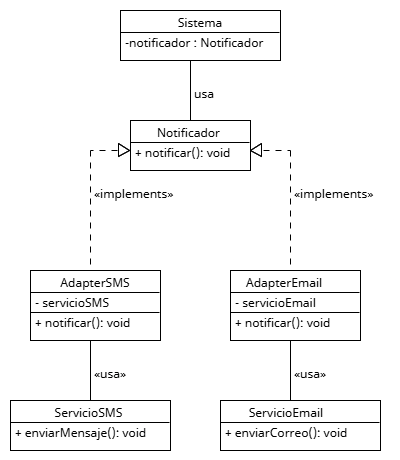 Sistema
-notificador : Notificador
usa
Notificador
+ notificar(): void
«implements»
«implements»
AdapterSMS
- servicioSMS
+ notificar(): void
AdapterEmail
- servicioEmail
+notificar(): void
«usa»
«usa»
ServicioSMS
+ enviarMensaje(): void
ServicioEmail
+ enviarCorreo(): void